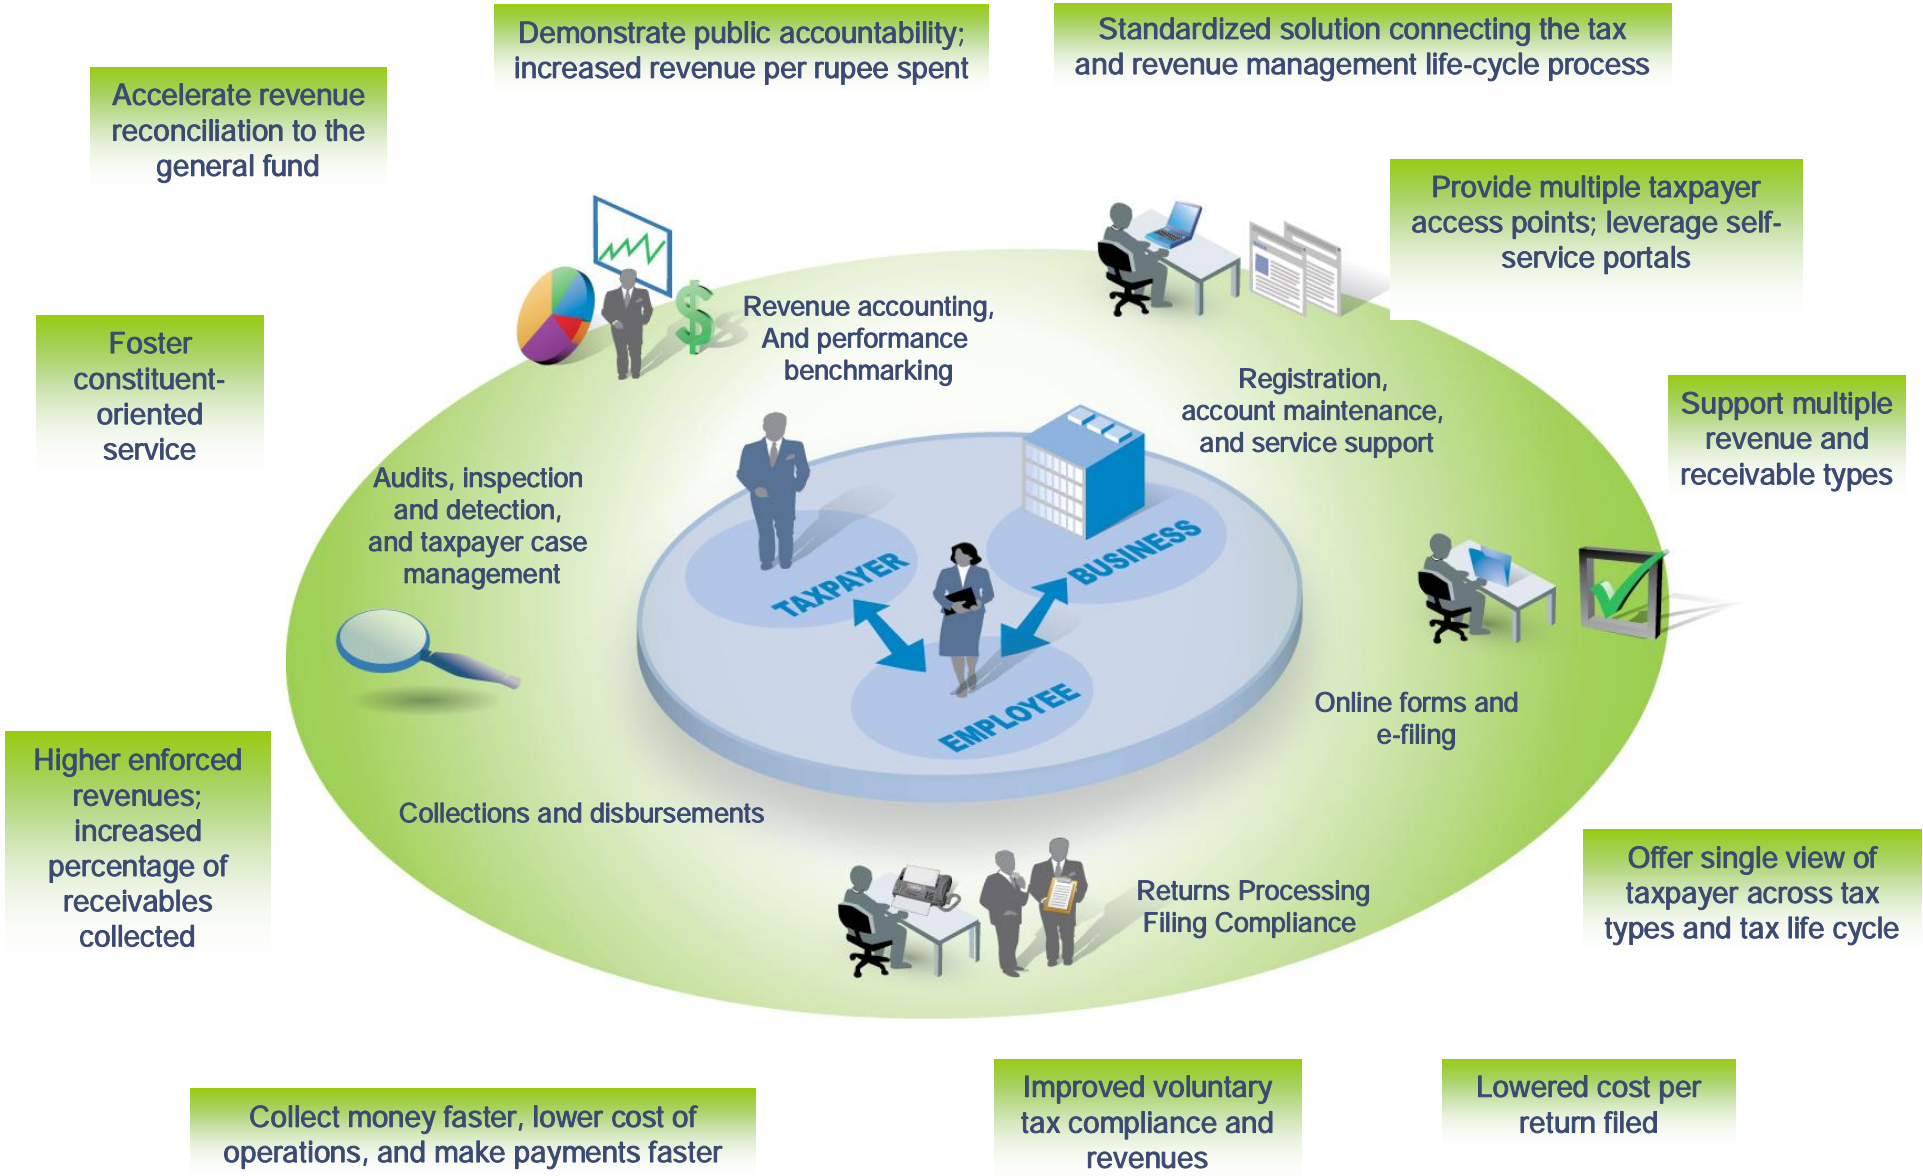 Demonstrate public accountability;
increased revenue per rupee spent
Standardized solution connecting the tax
and revenue management life-cycle process
Accelerate revenue
reconciliation to the
general fund
Provide multiple taxpayer
access points; leverage self-
service portals
Revenue accounting,
And performance
benchmarking
Foster
constituent-
oriented
service
Registration,
account maintenance,
and service support
Support multiple
revenue and
receivable types
Audits, inspection
and detection,
and taxpayer case
management
TAXPAYER
BUSINESS
EMPLOYEE
Online forms and
e-filing
Higher enforced
revenues;
increased
percentage of
receivables
collected
Collections and disbursements
Returns Processing
Filing Compliance
Offer single view of
taxpayer across tax
types and tax life cycle
Collect money faster, lower cost of
operations, and make payments faster
Improved voluntary
tax compliance and
revenues
Lowered cost per
return filed